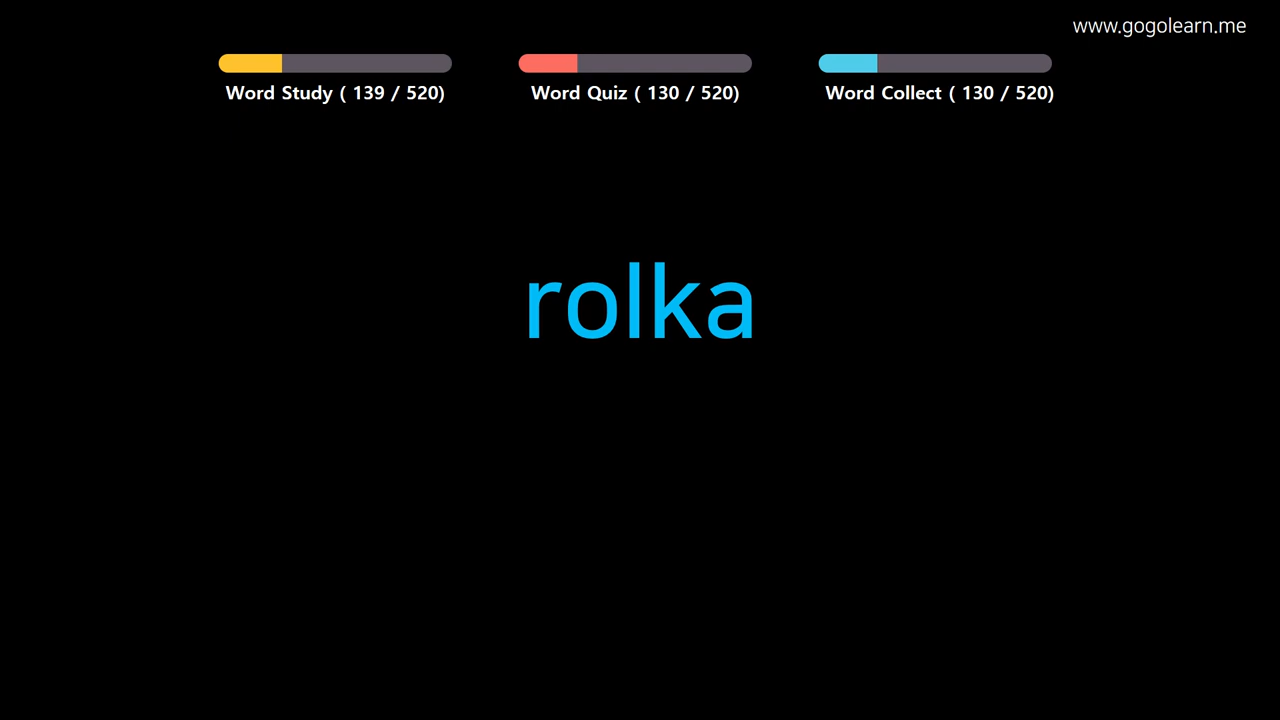 www.gogolearn.me
Word Study ( 139 / 520)
Word Quiz ( 130 / 520)
Word Collect ( 130 / 520)
rolka